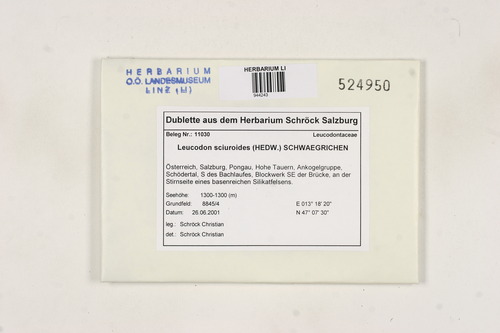 HERBARIUM
O.Ö. LANDESMUSEUM
LINZ (LI)
HERBARIUM LI
944245
524950
Dublette aus dem Herbarium Schröck Salzburg
Beleg Nr.: 11030 Leucodontaceae
Leucodon sciuroides (HEDW.) SCHWAEGRICHEN
Österreich, Salzburg, Pongau, Hohe Tauern, Ankogelgruppe,
Schödertal, S des Bachlaufes, Blockwerk SE der Brücke, an der
Stirnseite eines basenreichen Silikatfelsens.
Seehöhe: 1300-1300 (m)
Grundfeld: 8845/4 E 013° 18' 20"
Datum: 26.06.2001 N 47° 07' 30"
leg.: Schröck Christian
det.: Schröck Christian